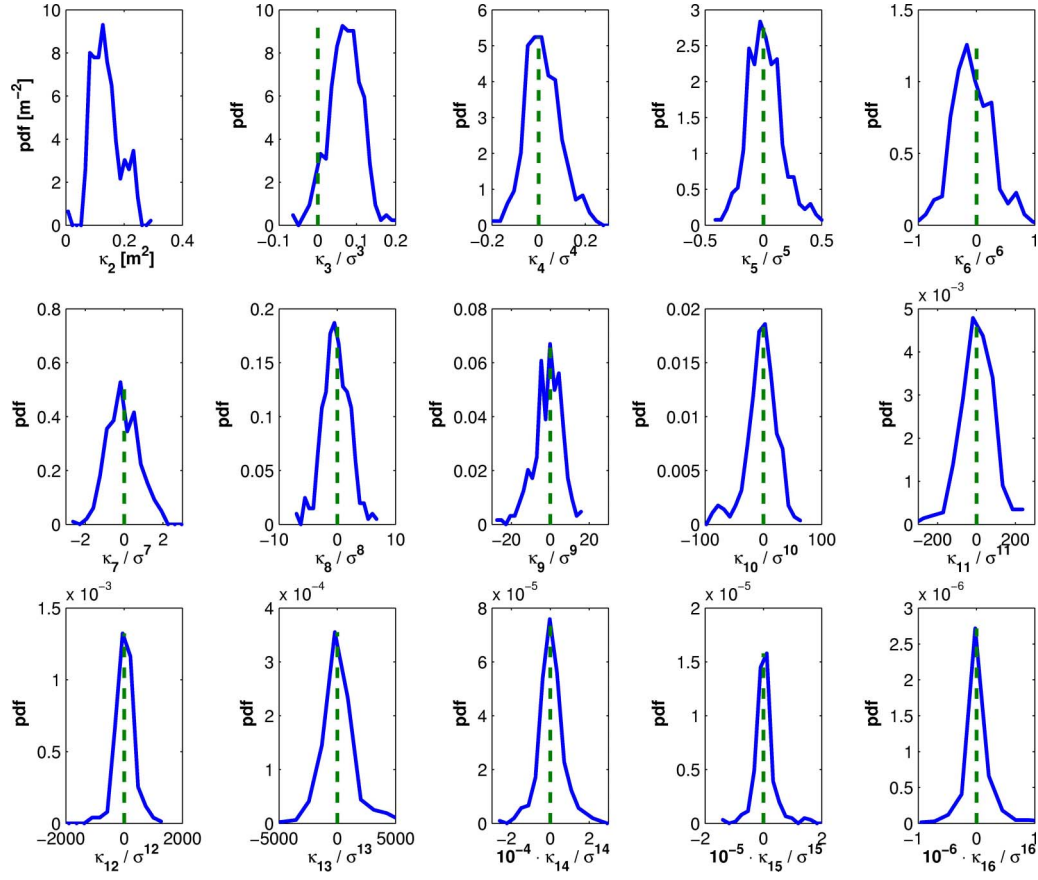 pdf [m⁻²]
10
8
6
4
2
0
0 0.2 0.4
κ₂ [m²]
pdf
10
8
6
4
2
0
−0.1 0 0.1 0.2
κ₃ / σ³
pdf
6
5
4
3
2
1
0
−0.2 0 0.2
κ₄ / σ⁴
pdf
3
2.5
2
1.5
1
0.5
0
−0.5 0 0.5
κ₅ / σ⁵
pdf
1.5
1
0.5
0
−1 0 1
κ₆ / σ⁶
pdf
0.8
0.6
0.4
0.2
0
−2 0 2
κ₇ / σ⁷
pdf
0.2
0.15
0.1
0.05
0
−10 0 10
κ₈ / σ⁸
pdf
0.08
0.06
0.04
0.02
0
−20 0 20
κ₉ / σ⁹
pdf
0.02
0.015
0.01
0.005
0
−100 0 100
κ₁₀ / σ¹⁰
x 10⁻³
pdf
5
4
3
2
1
0
−200 0 200
κ₁₁ / σ¹¹
x 10⁻³
pdf
1.5
1
0.5
0
−2000 0 2000
κ₁₂ / σ¹²
x 10⁻⁴
pdf
4
3
2
1
0
−5000 0 5000
κ₁₃ / σ¹³
x 10⁻⁵
pdf
8
6
4
2
0
−2 0 2
10⁻⁴ · κ₁₄ / σ¹⁴
x 10⁻⁵
pdf
2
1.5
1
0.5
0
−2 0 2
10⁻⁵ · κ₁₅ / σ¹⁵
x 10⁻⁶
pdf
3
2.5
2
1.5
1
0.5
0
−1 0 1
10⁻⁶ · κ₁₆ / σ¹⁶